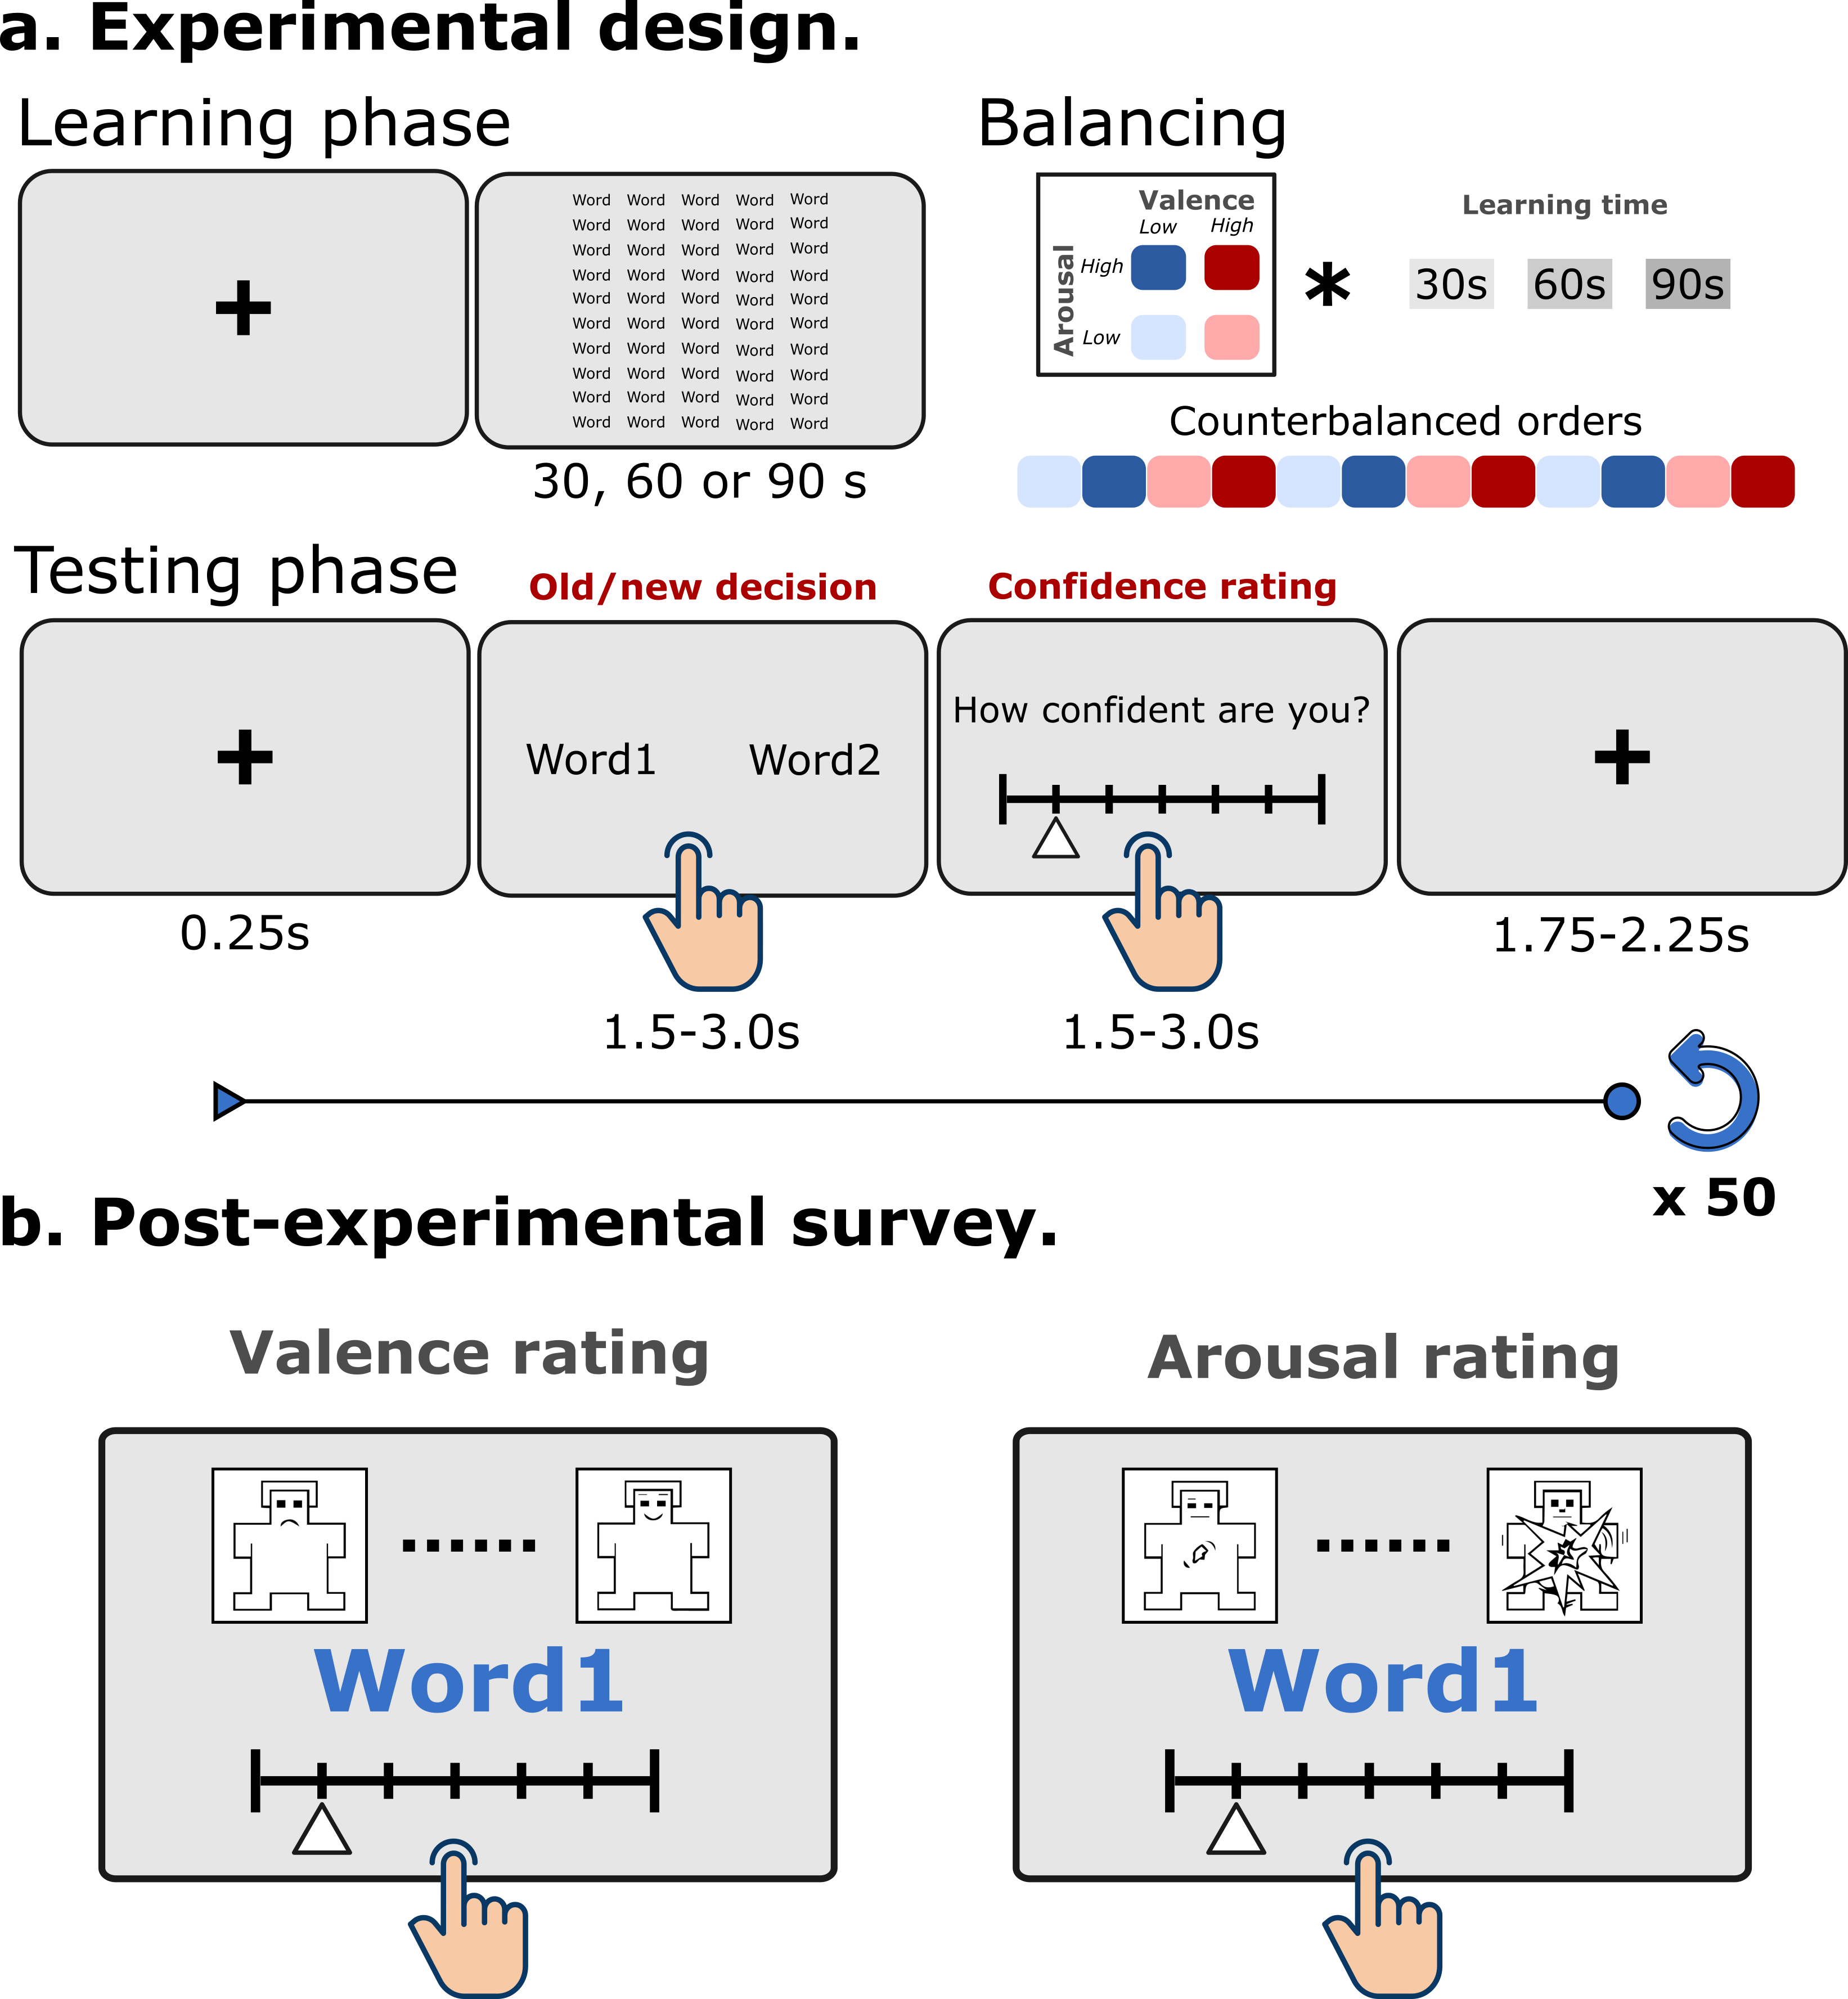 a. Experimental design.
Learning phase
Word Word Word Word Word
Word Word Word Word Word
Word Word Word Word Word
Word Word Word Word Word
Word Word Word Word Word
Word Word Word Word Word
Word Word Word Word Word
Word Word Word Word Word
Word Word Word Word Word
Word Word Word Word Word
30, 60 or 90 s
Balancing
Valence
Low High
Arousal
High
Low
*
Learning time
30s 60s 90s
Counterbalanced orders
Testing phase
Old/new decision
Confidence rating
Word1 Word2
How confident are you?
0.25s
1.5-3.0s
1.5-3.0s
1.75-2.25s
x 50
b. Post-experimental survey.
Valence rating
Word1
Arousal rating
Word1